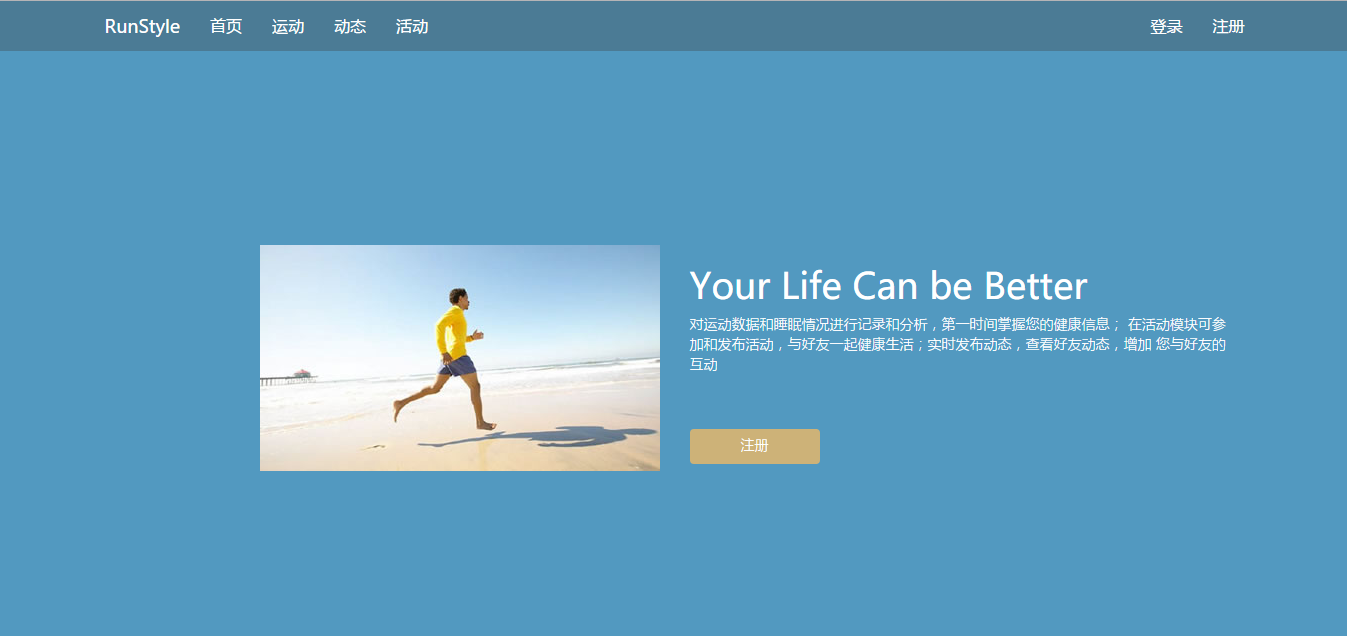 RunStyle 首页 运动 动态 活动 登录 注册
Your Life Can be Better
对运动数据和睡眠情况进行记录和分析，第一时间掌握您的健康信息； 在活动模块可参
加和发布活动，与好友一起健康生活；实时发布动态，查看好友动态，增加 您与好友的
互动
注册